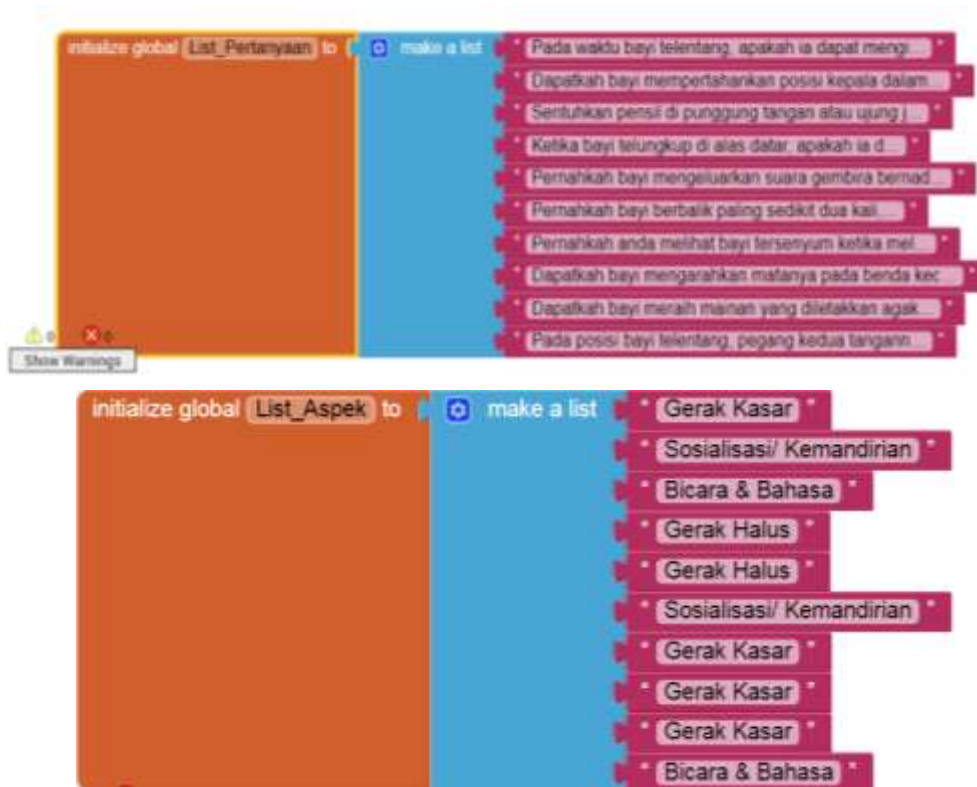 initialize global List_Pertanyaan to make a list " Pada waktu bayi telentang, apakah ia dapat mengi... "
" Dapatkah bayi mempertahankan posisi kepala dalam... "
" Sentuhkan pensil di punggung tangan atau ujung j... "
" Ketika bayi telungkup di alas datar, apakah ia d... "
" Pernahkah bayi mengeluarkan suara gembira bernad... "
" Pernahkah bayi berbalik paling sedikit dua kali,... "
" Pernahkah anda melihat bayi tersenyum ketika mel... "
" Dapatkah bayi mengarahkan matanya pada benda kec... "
" Dapatkah bayi meraih mainan yang diletakkan agak... "
0 0 " Pada posisi bayi telentang, pegang kedua tangann... "
Show Warnings
initialize global List_Aspek to make a list " Gerak Kasar "
" Sosialisasi/ Kemandirian "
" Bicara & Bahasa "
" Gerak Halus "
" Gerak Halus "
" Sosialisasi/ Kemandirian "
" Gerak Kasar "
" Gerak Kasar "
" Gerak Kasar "
" Bicara & Bahasa "